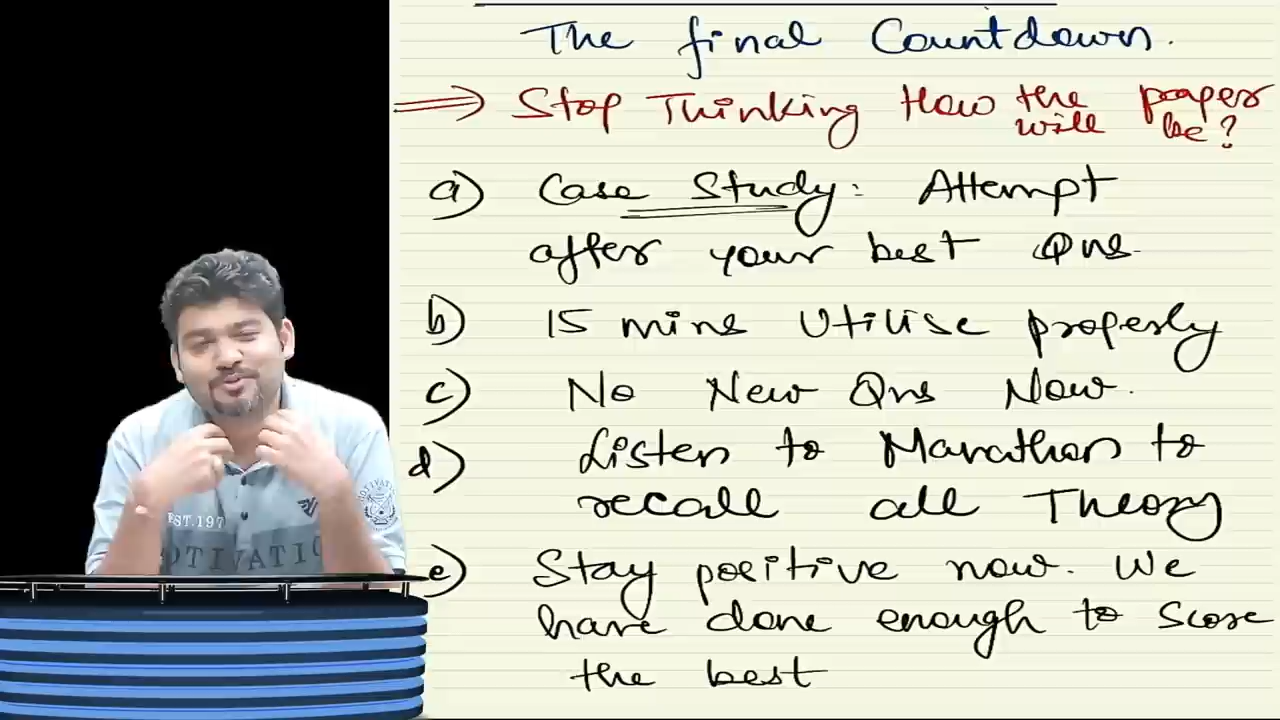 The final Countdown.
⇒ Stop Thinking How the paper
will be?
a) Case Study: Attempt
after your best Qns.
b) 15 mins Utilise properly
c) No New Qns Now.
d) Listen to Marathon to
recall all Theory
e) Stay positive now. We
have done enough to Score
the best
EST.197
MOTIVATIO